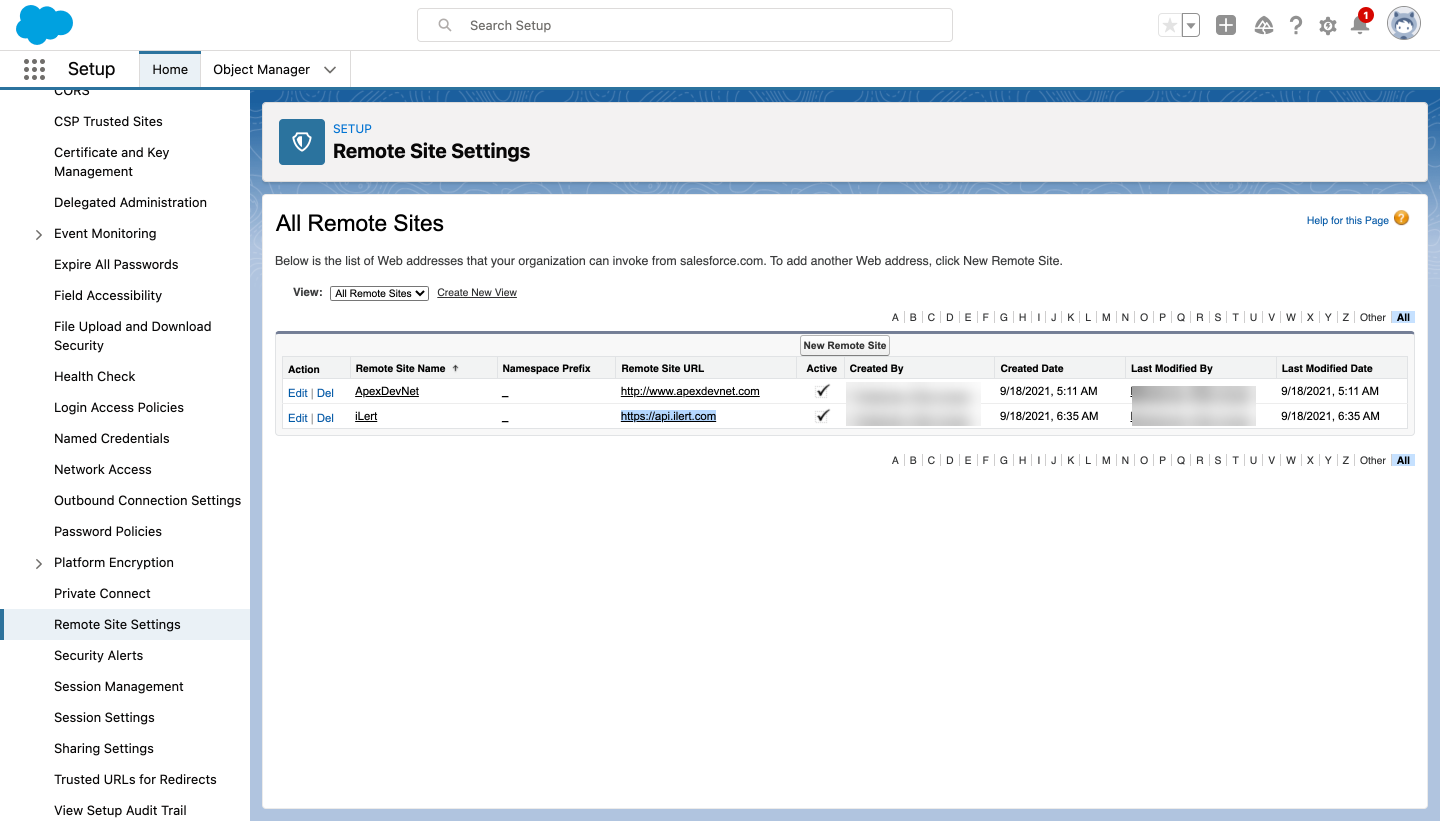 Search Setup
1
Setup
Home
Object Manager
CORS
CSP Trusted Sites
Certificate and Key
Management
Delegated Administration
Event Monitoring
Expire All Passwords
Field Accessibility
File Upload and Download
Security
Health Check
Login Access Policies
Named Credentials
Network Access
Outbound Connection Settings
Password Policies
Platform Encryption
Private Connect
Remote Site Settings
Security Alerts
Session Management
Session Settings
Sharing Settings
Trusted URLs for Redirects
View Setup Audit Trail
SETUP
Remote Site Settings
All Remote Sites
Help for this Page ?
Below is the list of Web addresses that your organization can invoke from salesforce.com. To add another Web address, click New Remote Site.
View: All Remote Sites Create New View
A | B | C | D | E | F | G | H | I | J | K | L | M | N | O | P | Q | R | S | T | U | V | W | X | Y | Z | Other | All
New Remote Site
Action Remote Site Name ↑ Namespace Prefix Remote Site URL Active Created By Created Date Last Modified By Last Modified Date
Edit | Del ApexDevNet _ http://www.apexdevnet.com ✓ 9/18/2021, 5:11 AM 9/18/2021, 5:11 AM
Edit | Del iLert _ https://api.ilert.com ✓ 9/18/2021, 6:35 AM 9/18/2021, 6:35 AM
A | B | C | D | E | F | G | H | I | J | K | L | M | N | O | P | Q | R | S | T | U | V | W | X | Y | Z | Other | All